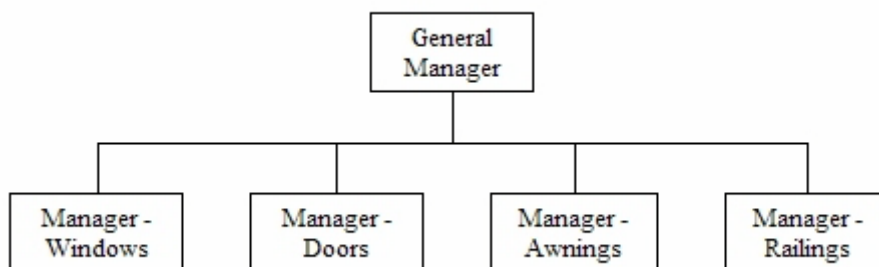 General
Manager
Manager -
Windows
Manager -
Doors
Manager -
Awnings
Manager -
Railings